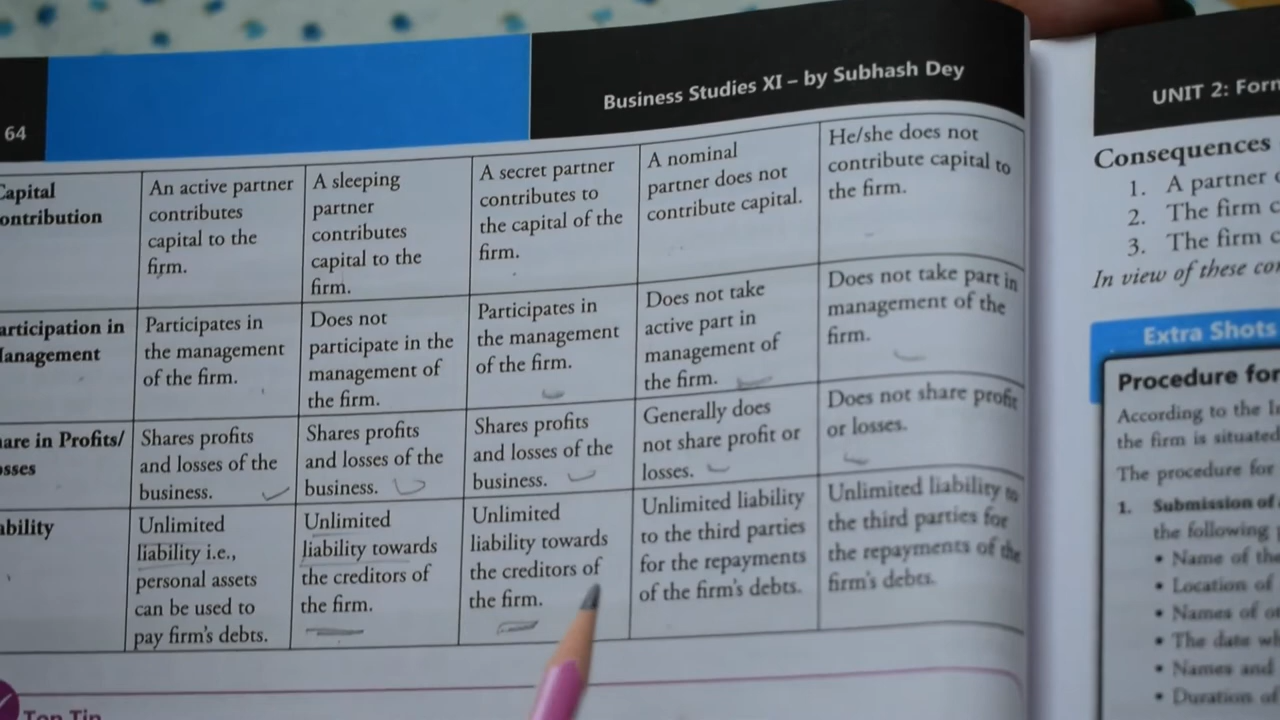 64
Business Studies XI – by Subhash Dey
Capital
Contribution
An active partner
contributes
capital to the
firm.
A sleeping
partner
contributes
capital to the
firm.
A secret partner
contributes to
the capital of the
firm.
A nominal
partner does not
contribute capital.
He/she does not
contribute capital to
the firm.
articipation in
anagement
Participates in
the management
of the firm.
Does not
participate in the
management of
the firm.
Participates in
the management
of the firm.
Does not take
active part in
management of
the firm.
Does not take part in
management of the
firm.
are in Profits/
osses
Shares profits
and losses of the
business.
Shares profits
and losses of the
business.
Shares profits
and losses of the
business.
Generally does
not share profit or
losses.
Does not share profit
or losses.
ability
Unlimited
liability i.e.,
personal assets
can be used to
pay firm's debts.
Unlimited
liability towards
the creditors of
the firm.
Unlimited
liability towards
the creditors of
the firm.
Unlimited liability
to the third parties
for the repayments
of the firm's debts.
Unlimited liability to
the third parties for
the repayments of the
firm's debts.
Top Tip
UNIT 2: Form
Consequences
1. A partner
2. The firm
3. The firm
In view of these
Extra Shots
Procedure for
According to the
the firm is situated
The procedure for
1. Submission of
the following
• Name of the
• Location of
• Names of
• The date
• Names and
• Duration of